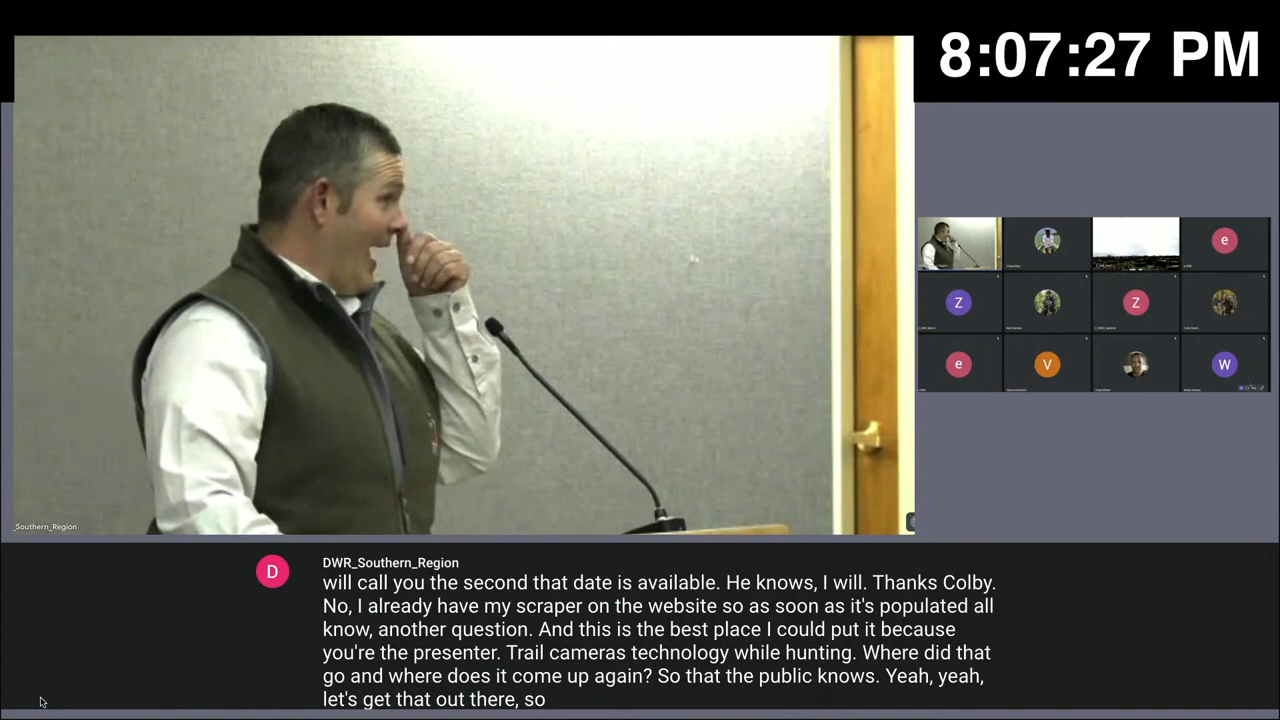 8:07:27 PM
e
Z
Z
e
V
W
_Southern_Region
D
DWR_Southern_Region
will call you the second that date is available. He knows, I will. Thanks Colby.
No, I already have my scraper on the website so as soon as it's populated all
know, another question. And this is the best place I could put it because
you're the presenter. Trail cameras technology while hunting. Where did that
go and where does it come up again? So that the public knows. Yeah, yeah,
let's get that out there, so